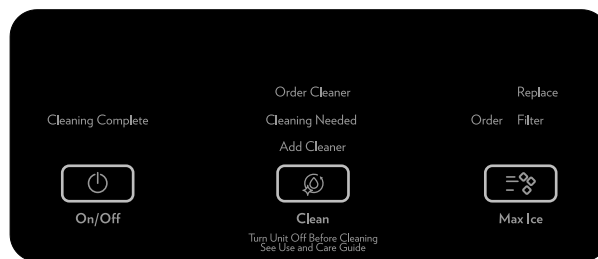 Order Cleaner
Replace
Cleaning Complete
Cleaning Needed
Order Filter
Add Cleaner
On/Off
Clean
Max Ice
Turn Unit Off Before Cleaning
See Use and Care Guide